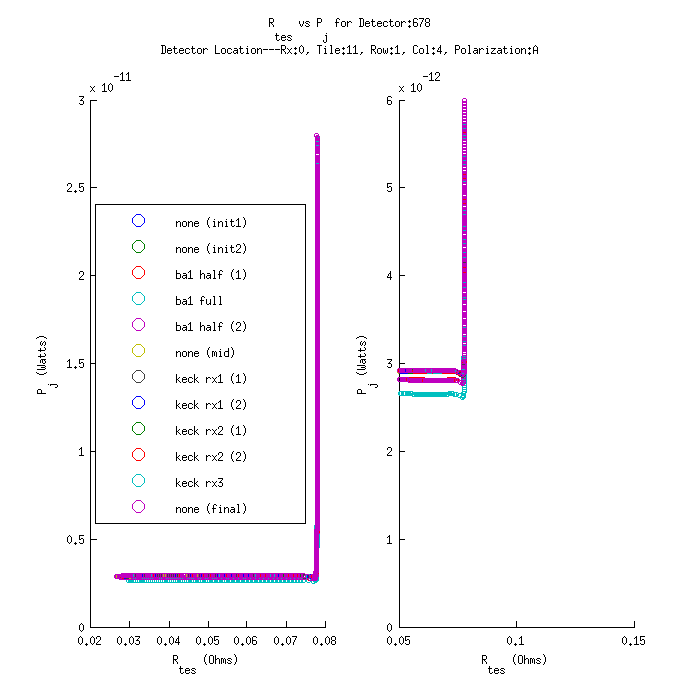 R tes vs P j for Detector:678
Detector Location---Rx:0, Tile:11, Row:1, Col:4, Polarization:A
x 10^-11
3
2.5
2
1.5
1
0.5
0
P j (Watts)
none (init1)
none (init2)
ba1 half (1)
ba1 full
ba1 half (2)
none (mid)
keck rx1 (1)
keck rx1 (2)
keck rx2 (1)
keck rx2 (2)
keck rx3
none (final)
0.02 0.03 0.04 0.05 0.06 0.07 0.08
R tes (Ohms)
x 10^-12
6
5
4
3
2
1
0
P j (Watts)
0.05 0.1 0.15
R tes (Ohms)